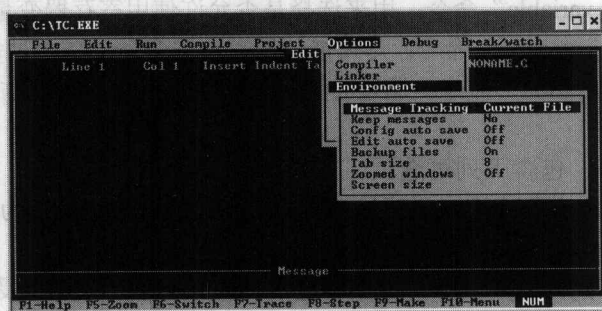 C:\TC.EXE
File Edit Run Compile Project Options Debug Break/watch
Edit
Line 1 Col 1 Insert Indent Ta NONAME.C
Compiler
Linker
Environment
Message Tracking Current File
Keep messages No
Config auto save Off
Edit auto save Off
Backup files On
Tab size 8
Zoomed windows Off
Screen size
Message
F1-Help F5-Zoom F6-Switch F7-Trace F8-Step F9-Make F10-Menu NUM